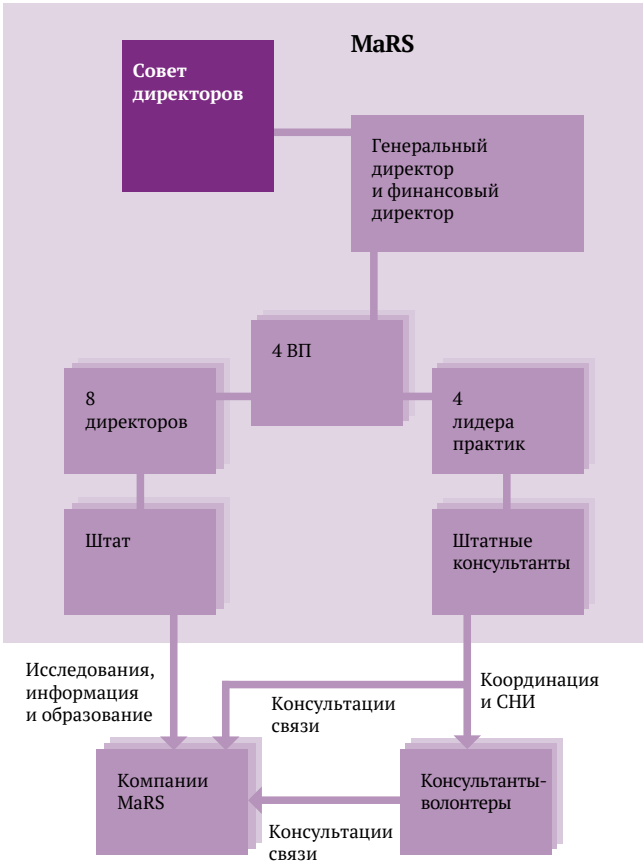 MaRS
Совет
директоров
Генеральный
директор
и финансовый
директор
4 ВП
8
директоров
4
лидера
практик
Штат
Штатные
консультанты
Исследования,
информация
и образование
Консультации
связи
Координация
и СНИ
Компании
MaRS
Консультанты-
волонтеры
Консультации
связи